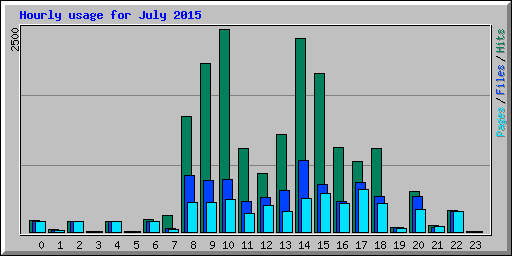 Hourly usage for July 2015
2500
Pages/Files/Hits
0 1 2 3 4 5 6 7 8 9 10 11 12 13 14 15 16 17 18 19 20 21 22 23